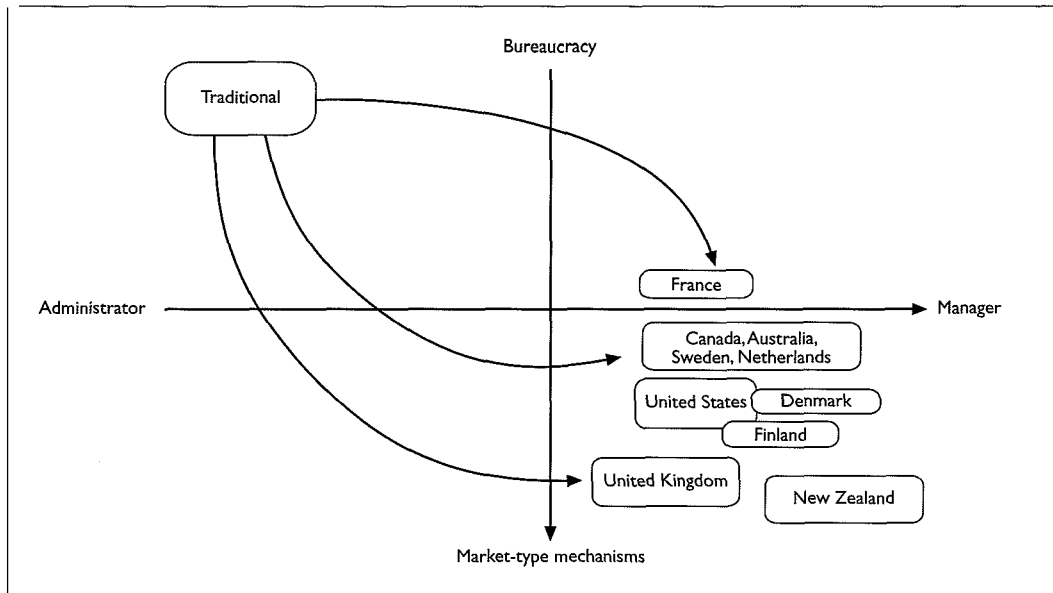 Bureaucracy
Traditional
France
Administrator
Manager
Canada, Australia,
Sweden, Netherlands
United States
Denmark
Finland
United Kingdom
New Zealand
Market-type mechanisms